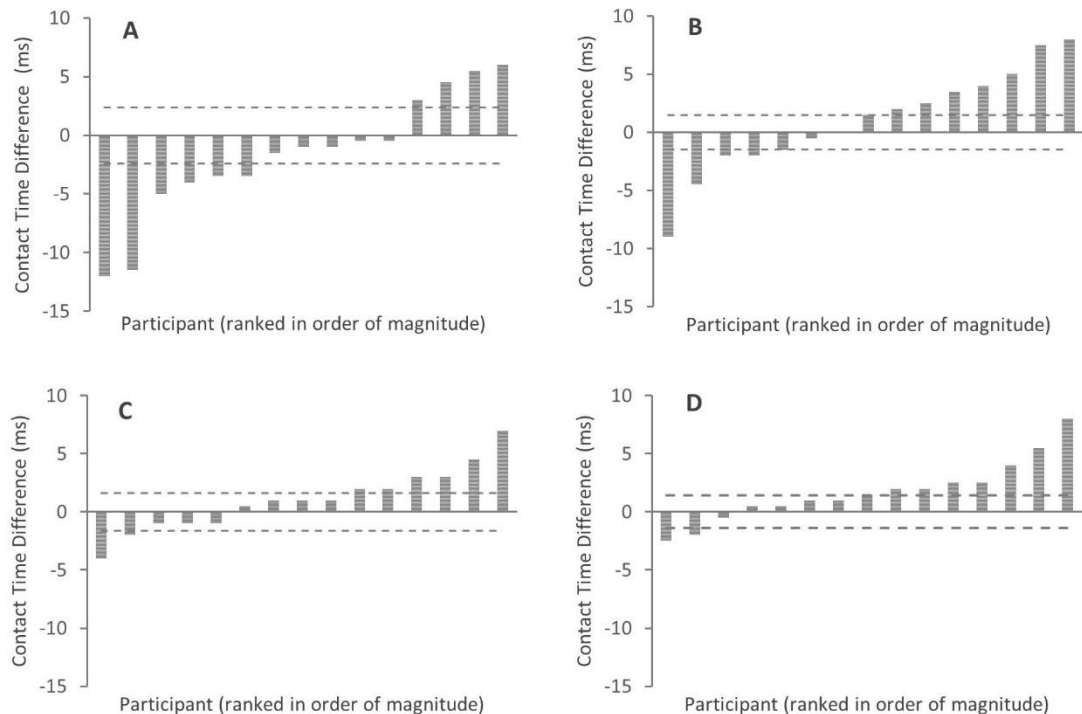 A
Contact Time Difference (ms)
10
5
0
-5
-10
-15
Participant (ranked in order of magnitude)
B
Contact Time Difference (ms)
10
5
0
-5
-10
-15
Participant (ranked in order of magnitude)
C
Contact Time Difference (ms)
10
5
0
-5
-10
-15
Participant (ranked in order of magnitude)
D
Contact Time Difference (ms)
10
5
0
-5
-10
-15
Participant (ranked in order of magnitude)